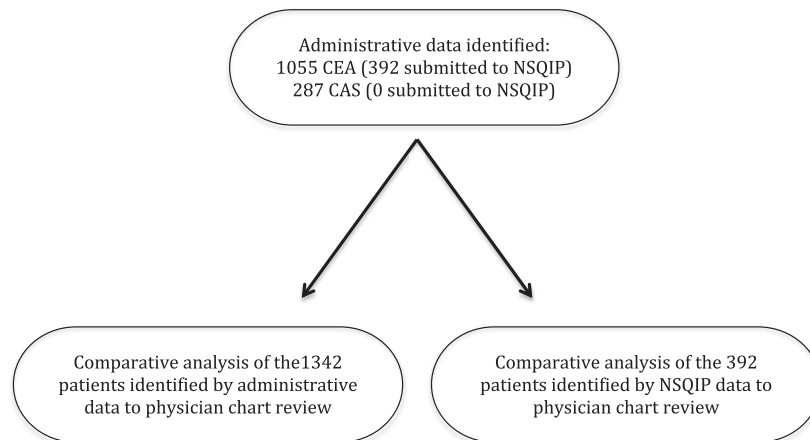 Administrative data identified:
1055 CEA (392 submitted to NSQIP)
287 CAS (0 submitted to NSQIP)
Comparative analysis of the1342
patients identified by administrative
data to physician chart review
Comparative analysis of the 392
patients identified by NSQIP data to
physician chart review